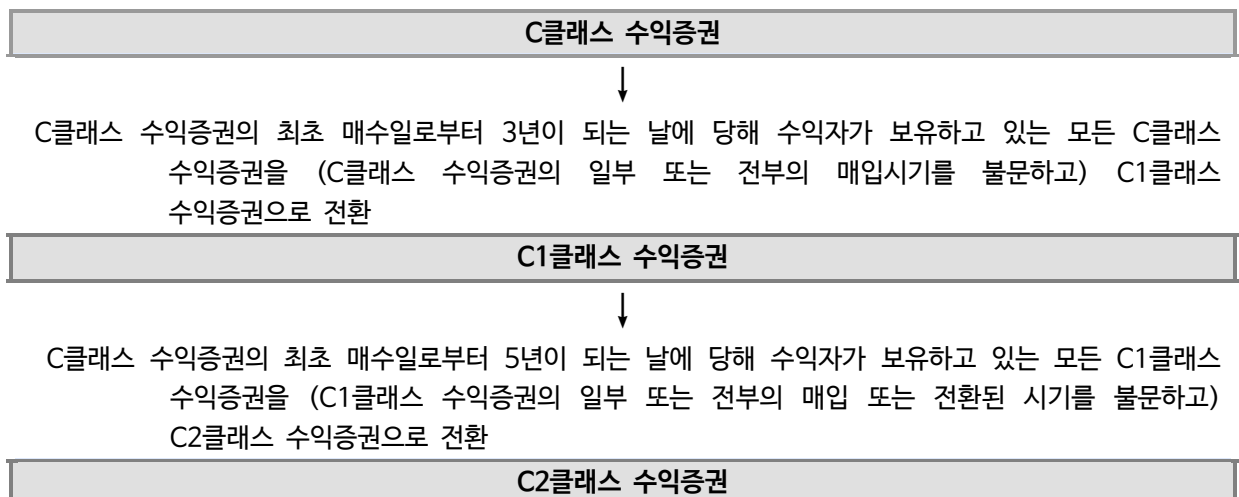 C클래스 수익증권
↓
C클래스 수익증권의 최초 매수일로부터 3년이 되는 날에 당해 수익자가 보유하고 있는 모든 C클래스
수익증권을 (C클래스 수익증권의 일부 또는 전부의 매입시기를 불문하고) C1클래스
수익증권으로 전환
C1클래스 수익증권
↓
C클래스 수익증권의 최초 매수일로부터 5년이 되는 날에 당해 수익자가 보유하고 있는 모든 C1클래스
수익증권을 (C1클래스 수익증권의 일부 또는 전부의 매입 또는 전환된 시기를 불문하고)
C2클래스 수익증권으로 전환
C2클래스 수익증권